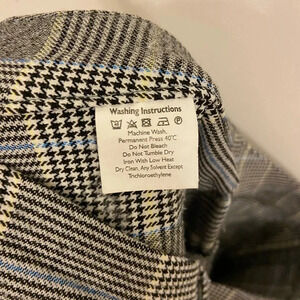 Washing Instructions
Machine Wash.
Permanent Press 40°C
Do Not Bleach
Do Not Tumble Dry
Iron With Low Heat
Dry Clean, Any Solvent Except
Trichloroethylene